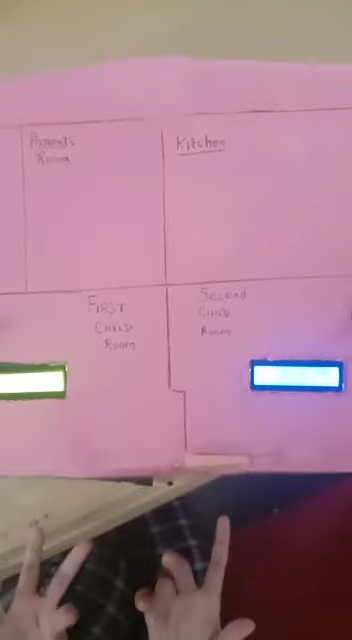 Parents
Room
Kitchen
FIRST
CHILD
Room
Second
CHILD
Room